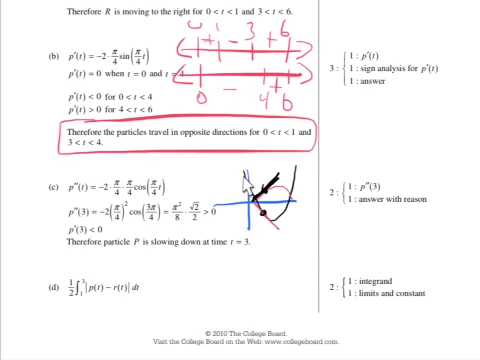 Therefore R is moving to the right for 0 < t < 1 and 3 < t < 6.
0 1 3 6
+ − +
(b) p′(t) = −2 · π/4 sin(π/4 t)
p′(t) = 0 when t = 0 and t = 4
p′(t) < 0 for 0 < t < 4
p′(t) > 0 for 4 < t < 6
− +
0 4 6
3 : { 1 : p′(t)
1 : sign analysis for p′(t)
1 : answer
Therefore the particles travel in opposite directions for 0 < t < 1 and
3 < t < 4.
(c) p″(t) = −2 · π/4 · π/4 cos(π/4 t)
p″(3) = −2(π/4)² cos(3π/4) = π²/8 · √2/2 > 0
p′(3) < 0
Therefore particle P is slowing down at time t = 3.
2 : { 1 : p″(3)
1 : answer with reason
(d) 1/2 ∫₁³ |p(t) − r(t)| dt
2 : { 1 : integrand
1 : limits and constant
© 2010 The College Board.
Visit the College Board on the Web: www.collegeboard.com.